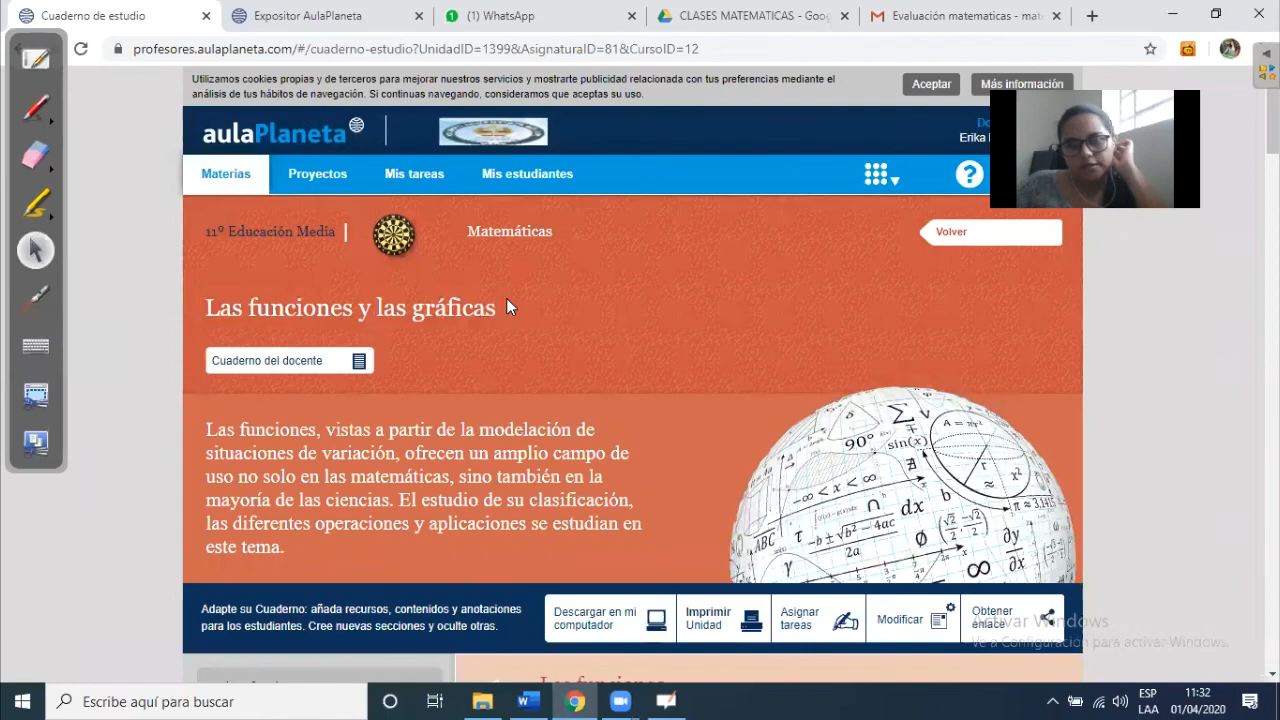 Cuaderno de estudio
Expositor AulaPlaneta
(1) WhatsApp
CLASES MATEMATICAS - Goog
Evaluación matematicas - mat
profesores.aulaplaneta.com/#/cuaderno-estudio?UnidadID=1399&AsignaturaID=81&CursoID=12
Utilizamos cookies propias y de terceros para mejorar nuestros servicios y mostrarte publicidad relacionada con tus preferencias mediante el
análisis de tus hábitos de navegación. Si continuas navegando, consideramos que aceptas su uso.
Aceptar
Más información
aulaPlaneta
Erika
Materias
Proyectos
Mis tareas
Mis estudiantes
?
11º Educación Media
Matemáticas
Volver
Las funciones y las gráficas
Cuaderno del docente
Las funciones, vistas a partir de la modelación de
situaciones de variación, ofrecen un amplio campo de
uso no solo en las matemáticas, sino también en la
mayoría de las ciencias. El estudio de su clasificación,
las diferentes operaciones y aplicaciones se estudian en
este tema.
90°
sin(x)
-∞ < x < ∞
dx
∞
Adapte su Cuaderno: añada recursos, contenidos y anotaciones
para los estudiantes. Cree nuevas secciones y oculte otras.
Descargar en mi
computador
Imprimir
Unidad
Asignar
tareas
Modificar
Obtener
enlace
Activar Windows
Ve a Configuración para activar Windows.
Las funciones
Escribe aquí para buscar
ESP
LAA
11:32
01/04/2020